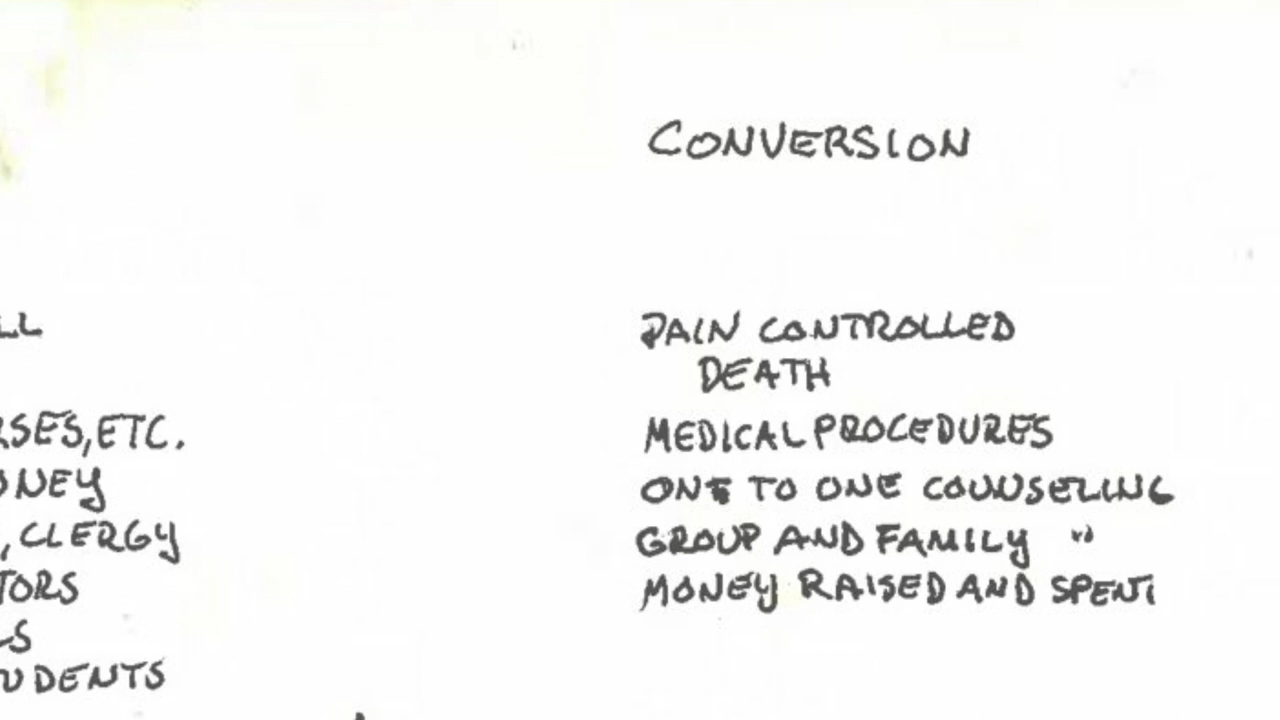 CONVERSION
PAIN CONTROLLED
DEATH
RSES, ETC.
MEDICAL PROCEDURES
ONEY
ONE TO ONE COUNSELING
, CLERGY
GROUP AND FAMILY "
TORS
MONEY RAISED AND SPENT
UDENTS